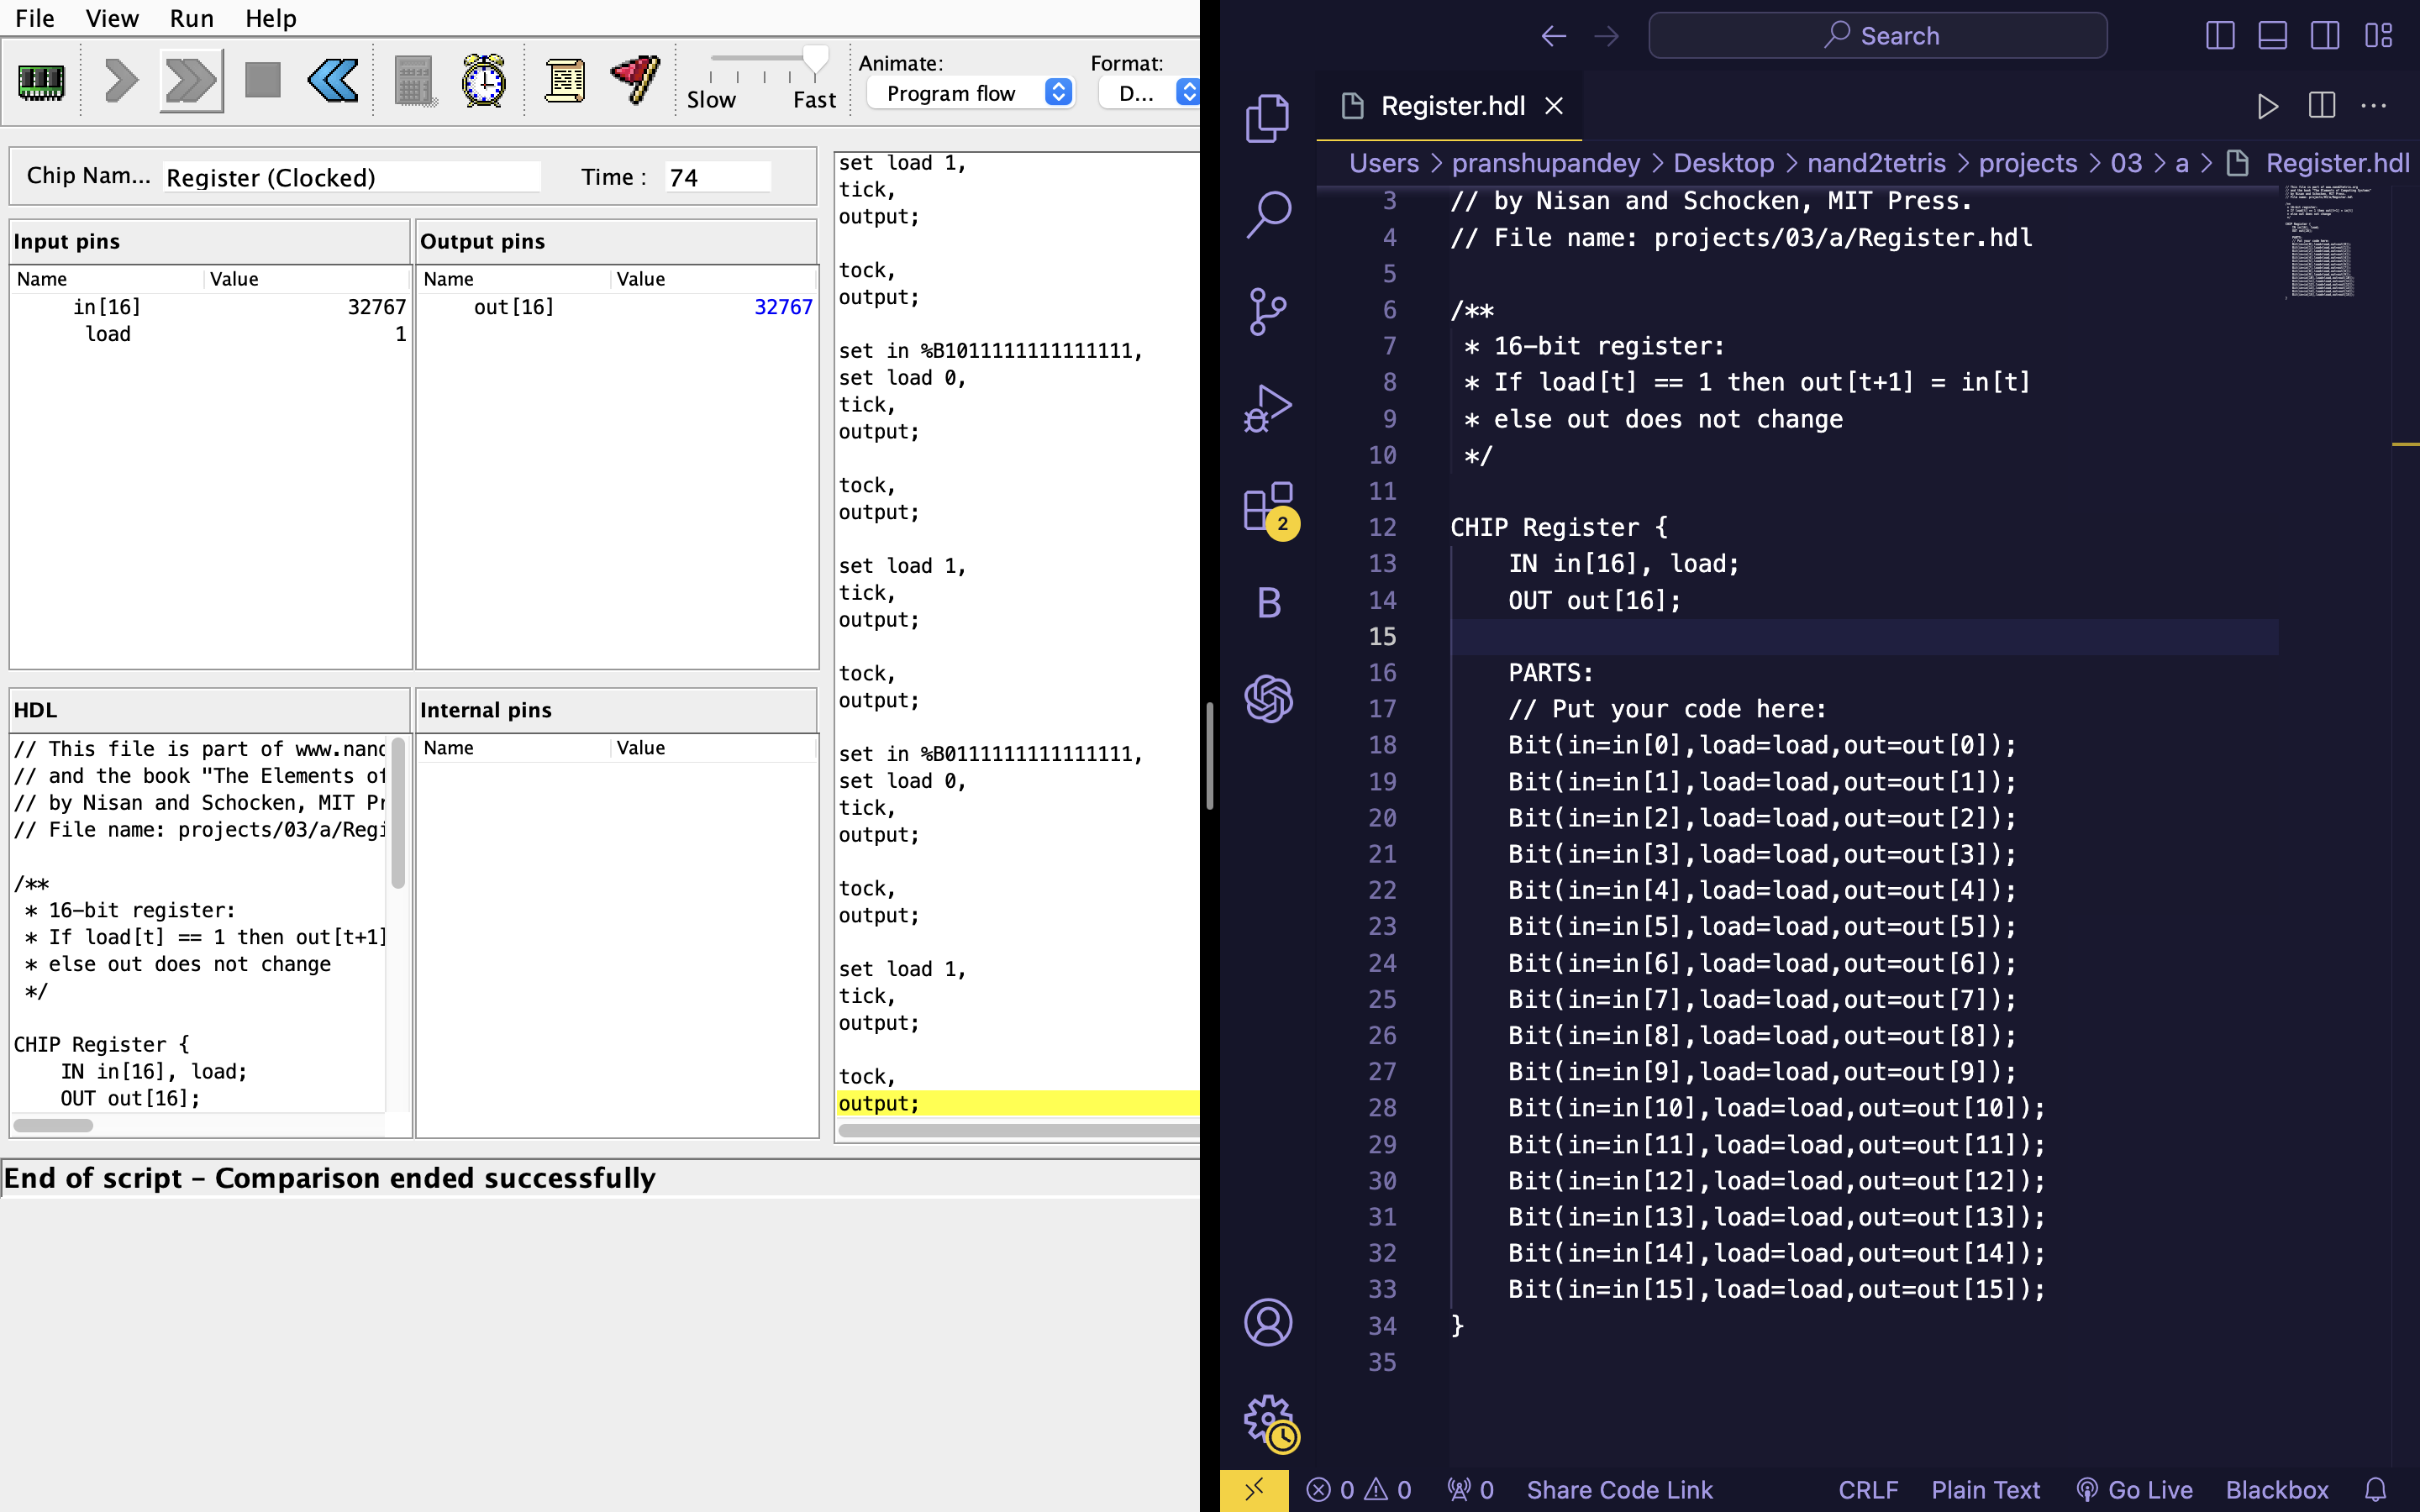 File View Run Help
Slow Fast
Animate:
Program flow
Format:
D...
Chip Nam... Register (Clocked) Time : 74
Input pins
Name Value
in[16] 32767
load 1
Output pins
Name Value
out[16] 32767
HDL
// This file is part of www.nand
// and the book "The Elements of
// by Nisan and Schocken, MIT Pr
// File name: projects/03/a/Regi
/**
* 16-bit register:
* If load[t] == 1 then out[t+1]
* else out does not change
*/
CHIP Register {
IN in[16], load;
OUT out[16];
Internal pins
Name Value
set load 1,
tick,
output;
tock,
output;
set in %B1011111111111111,
set load 0,
tick,
output;
tock,
output;
set load 1,
tick,
output;
tock,
output;
set in %B0111111111111111,
set load 0,
tick,
output;
tock,
output;
set load 1,
tick,
output;
tock,
output;
End of script – Comparison ended successfully
Search
Register.hdl
Users > pranshupandey > Desktop > nand2tetris > projects > 03 > a > Register.hdl
2
B
3 // by Nisan and Schocken, MIT Press.
4 // File name: projects/03/a/Register.hdl
5
6 /**
7 * 16-bit register:
8 * If load[t] == 1 then out[t+1] = in[t]
9 * else out does not change
10 */
11
12 CHIP Register {
13 IN in[16], load;
14 OUT out[16];
15
16 PARTS:
17 // Put your code here:
18 Bit(in=in[0],load=load,out=out[0]);
19 Bit(in=in[1],load=load,out=out[1]);
20 Bit(in=in[2],load=load,out=out[2]);
21 Bit(in=in[3],load=load,out=out[3]);
22 Bit(in=in[4],load=load,out=out[4]);
23 Bit(in=in[5],load=load,out=out[5]);
24 Bit(in=in[6],load=load,out=out[6]);
25 Bit(in=in[7],load=load,out=out[7]);
26 Bit(in=in[8],load=load,out=out[8]);
27 Bit(in=in[9],load=load,out=out[9]);
28 Bit(in=in[10],load=load,out=out[10]);
29 Bit(in=in[11],load=load,out=out[11]);
30 Bit(in=in[12],load=load,out=out[12]);
31 Bit(in=in[13],load=load,out=out[13]);
32 Bit(in=in[14],load=load,out=out[14]);
33 Bit(in=in[15],load=load,out=out[15]);
34 }
35
0 0 0 Share Code Link CRLF Plain Text Go Live Blackbox